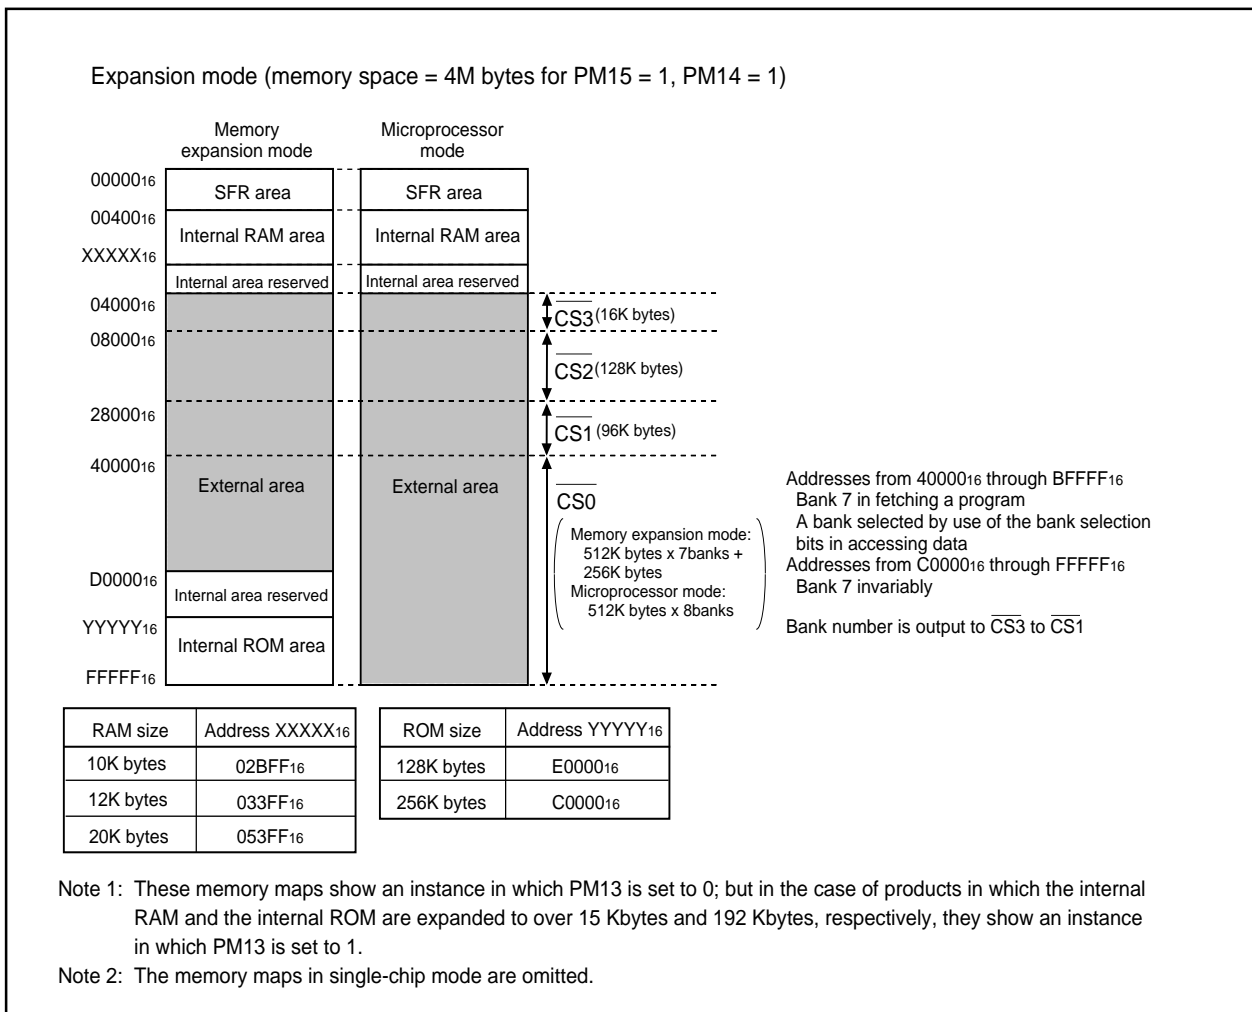 Expansion mode (memory space = 4M bytes for PM15 = 1, PM14 = 1)
Memory
expansion mode
Microprocessor
mode
00000₁₆
SFR area
SFR area
00400₁₆
Internal RAM area
Internal RAM area
XXXXX₁₆
Internal area reserved
Internal area reserved
04000₁₆
CS3 (16K bytes)
08000₁₆
CS2 (128K bytes)
28000₁₆
CS1 (96K bytes)
40000₁₆
External area
External area
CS0
Memory expansion mode:
512K bytes x 7banks +
256K bytes
Microprocessor mode:
512K bytes x 8banks
Addresses from 40000₁₆ through BFFFF₁₆
Bank 7 in fetching a program
A bank selected by use of the bank selection
bits in accessing data
Addresses from C0000₁₆ through FFFFF₁₆
Bank 7 invariably
Bank number is output to CS3 to CS1
D0000₁₆
Internal area reserved
YYYYY₁₆
Internal ROM area
FFFFF₁₆
RAM size Address XXXXX₁₆
10K bytes 02BFF₁₆
12K bytes 033FF₁₆
20K bytes 053FF₁₆
ROM size Address YYYYY₁₆
128K bytes E0000₁₆
256K bytes C0000₁₆
Note 1: These memory maps show an instance in which PM13 is set to 0; but in the case of products in which the internal
RAM and the internal ROM are expanded to over 15 Kbytes and 192 Kbytes, respectively, they show an instance
in which PM13 is set to 1.
Note 2: The memory maps in single-chip mode are omitted.